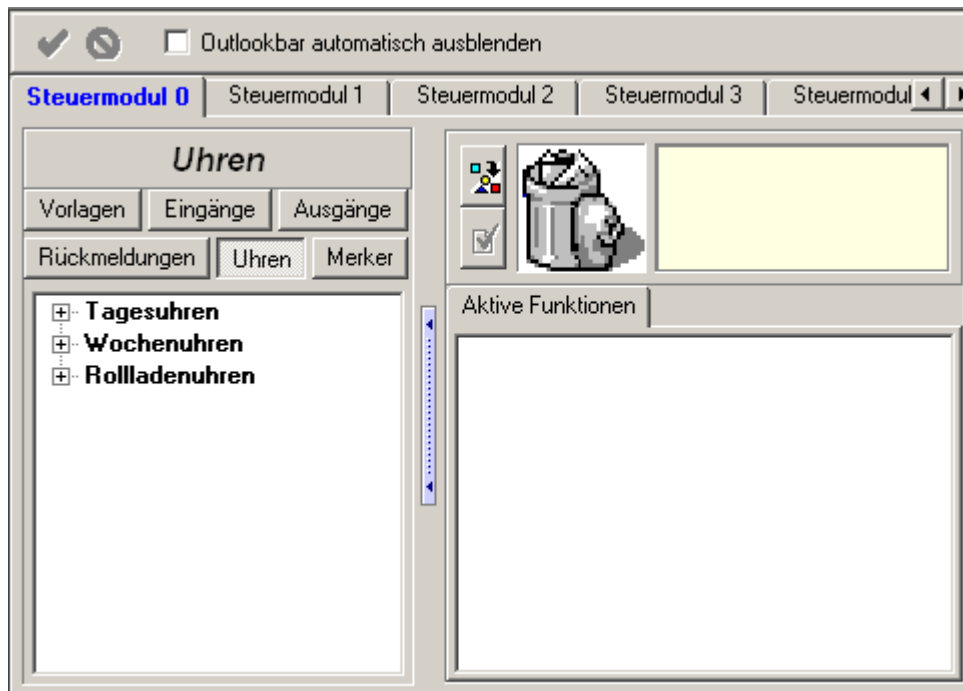 Outlookbar automatisch ausblenden
Steuermodul 0
Steuermodul 1
Steuermodul 2
Steuermodul 3
Steuermodul
Uhren
Vorlagen
Eingänge
Ausgänge
Rückmeldungen
Uhren
Merker
Tagesuhren
Wochenuhren
Rollladenuhren
Aktive Funktionen